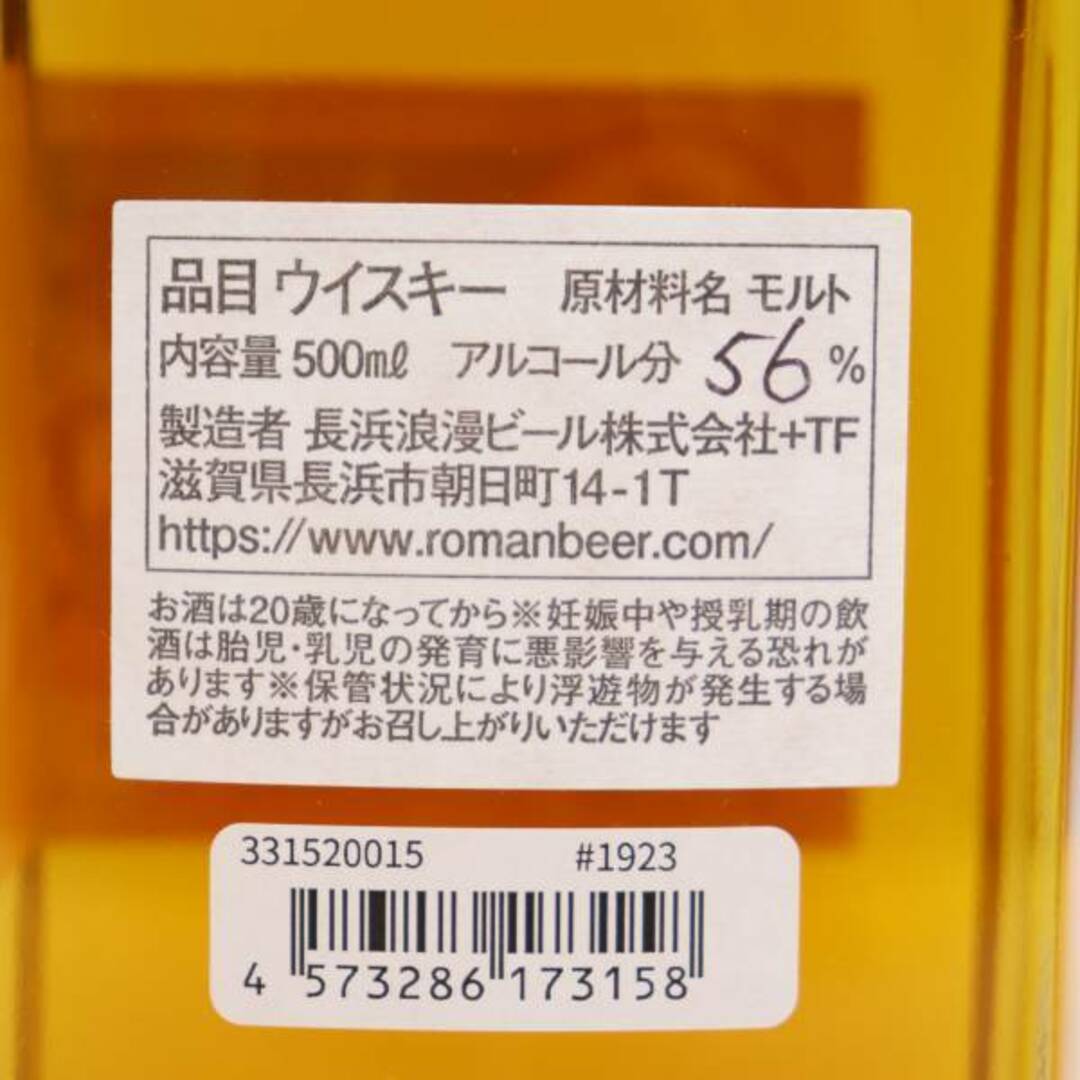 品目 ウイスキー 原材料名 モルト
内容量 500mℓ アルコール分 56%
製造者 長浜浪漫ビール株式会社+TF
滋賀県長浜市朝日町14-1T
https://www.romanbeer.com/
お酒は20歳になってから※妊娠中や授乳期の飲
酒は胎児・乳児の発育に悪影響を与える恐れが
あります※保管状況により浮遊物が発生する場
合がありますがお召し上がりいただけます
331520015 #1923
4 573286 173158